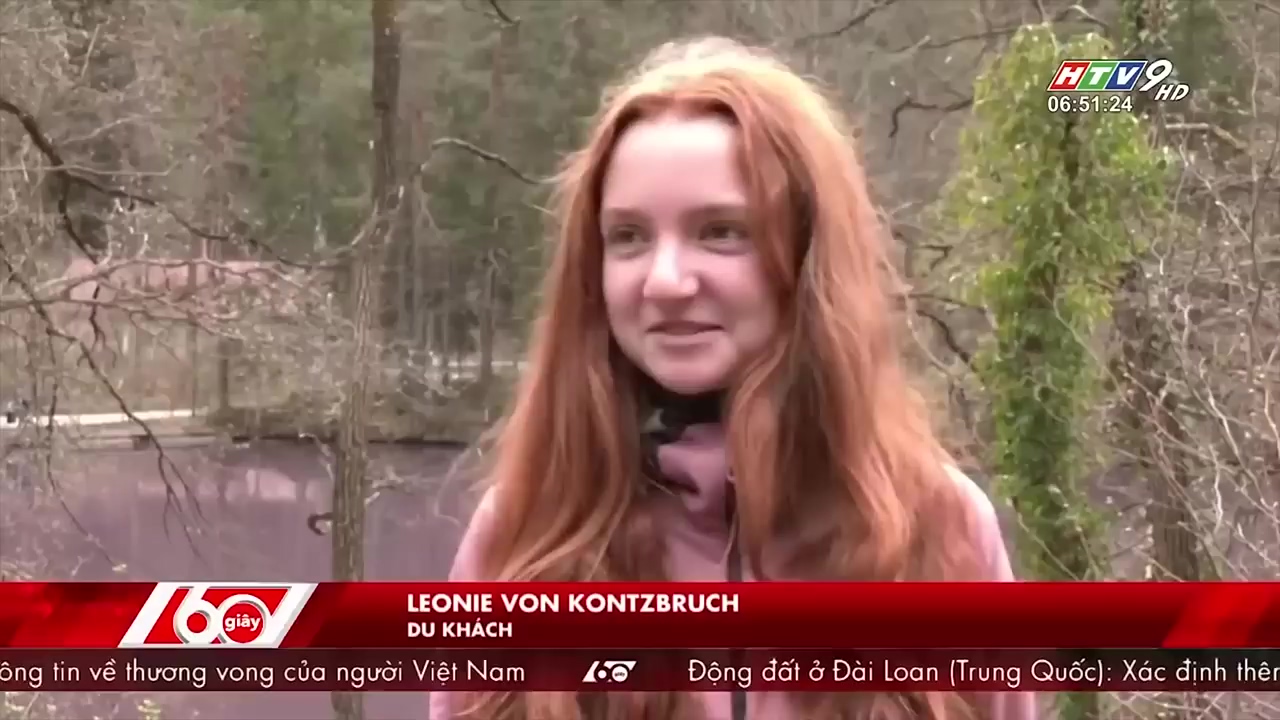 HTV9 HD
06:51:24
60 giây
LEONIE VON KONTZBRUCH
DU KHÁCH
ông tin về thương vong của người Việt Nam
60
Động đất ở Đài Loan (Trung Quốc): Xác định thêm